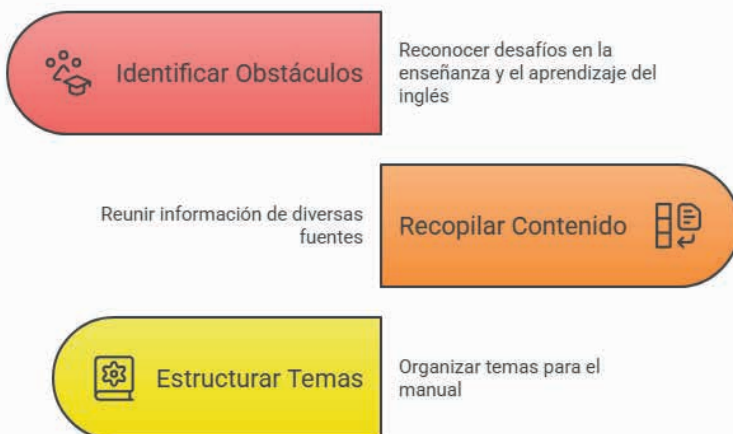 Identificar Obstáculos
Reconocer desafíos en la
enseñanza y el aprendizaje del
inglés
Reunir información de diversas
fuentes
Recopilar Contenido
Estructurar Temas
Organizar temas para el
manual